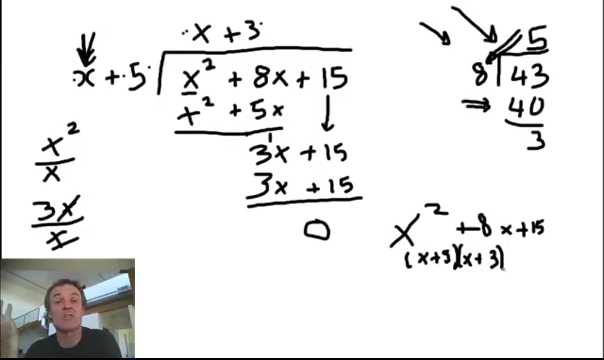 x + 3
x + 5 ) x² + 8x + 15
x² + 5x
3x + 15
3x + 15
0
x²
x
3x
x
5
8 ) 43
40
3
x² + 8x + 15
(x+5)(x+3)